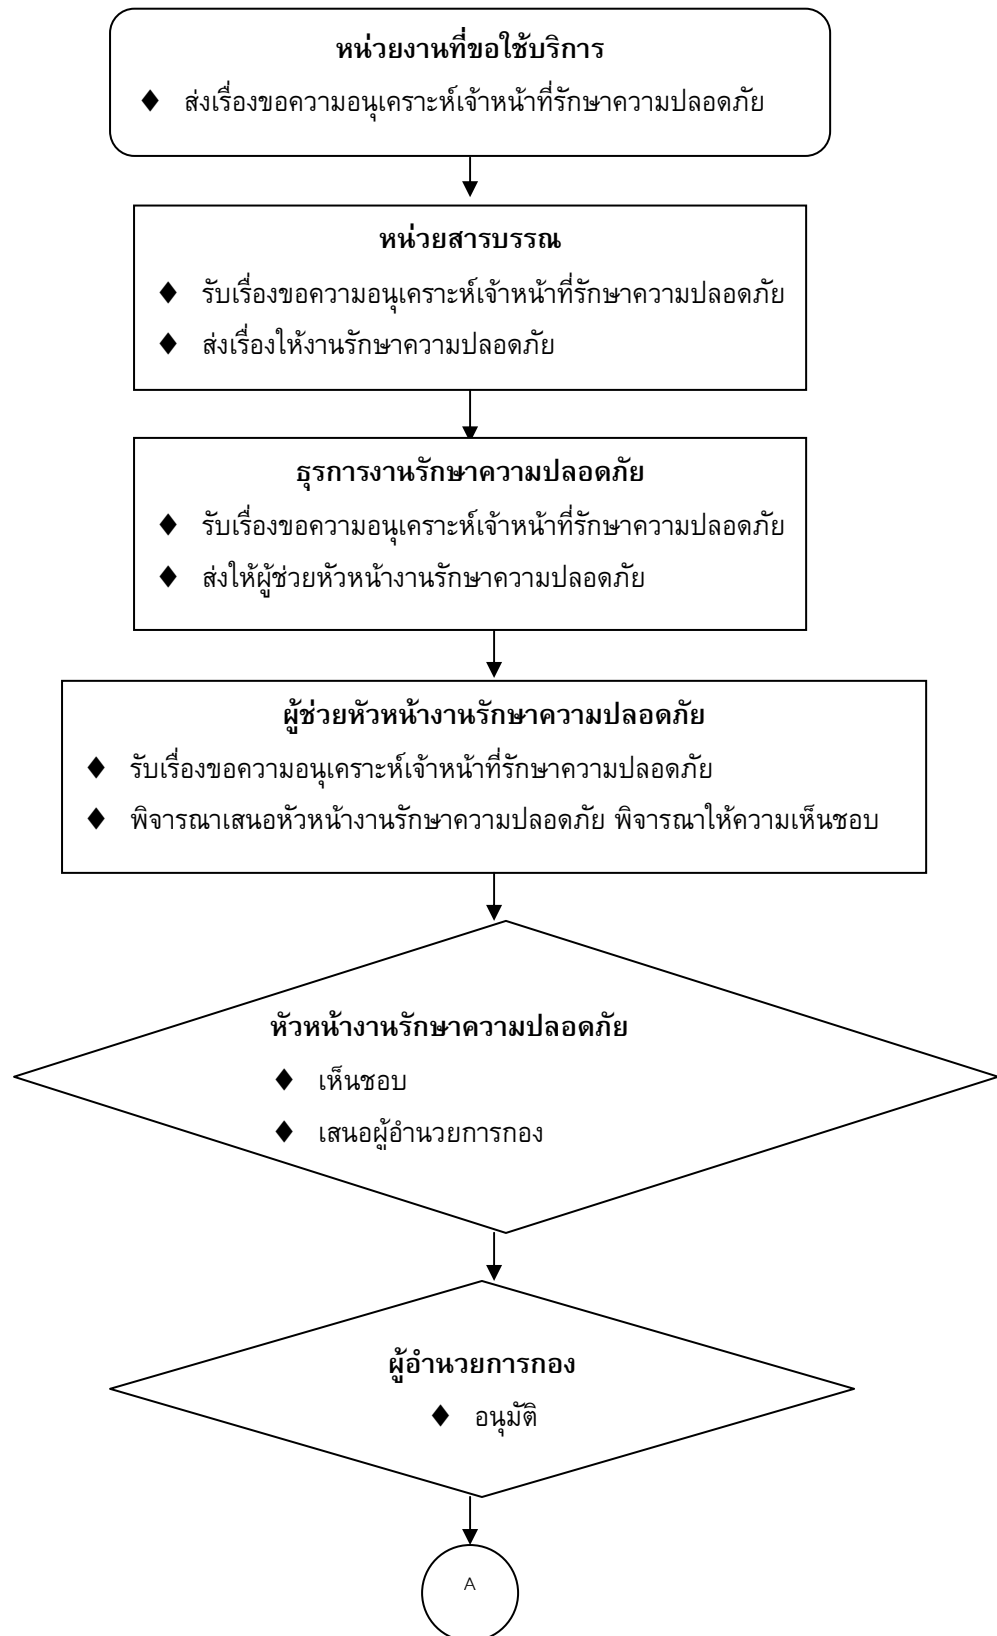 หน่วยงานที่ขอใช้บริการ
♦ ส่งเรื่องขอความอนุเคราะห์เจ้าหน้าที่รักษาความปลอดภัย
หน่วยสารบรรณ
♦ รับเรื่องขอความอนุเคราะห์เจ้าหน้าที่รักษาความปลอดภัย
♦ ส่งเรื่องให้งานรักษาความปลอดภัย
ธุรการงานรักษาความปลอดภัย
♦ รับเรื่องขอความอนุเคราะห์เจ้าหน้าที่รักษาความปลอดภัย
♦ ส่งให้ผู้ช่วยหัวหน้างานรักษาความปลอดภัย
ผู้ช่วยหัวหน้างานรักษาความปลอดภัย
♦ รับเรื่องขอความอนุเคราะห์เจ้าหน้าที่รักษาความปลอดภัย
♦ พิจารณาเสนอหัวหน้างานรักษาความปลอดภัย พิจารณาให้ความเห็นชอบ
หัวหน้างานรักษาความปลอดภัย
♦ เห็นชอบ
♦ เสนอผู้อำนวยการกอง
ผู้อำนวยการกอง
♦ อนุมัติ
A